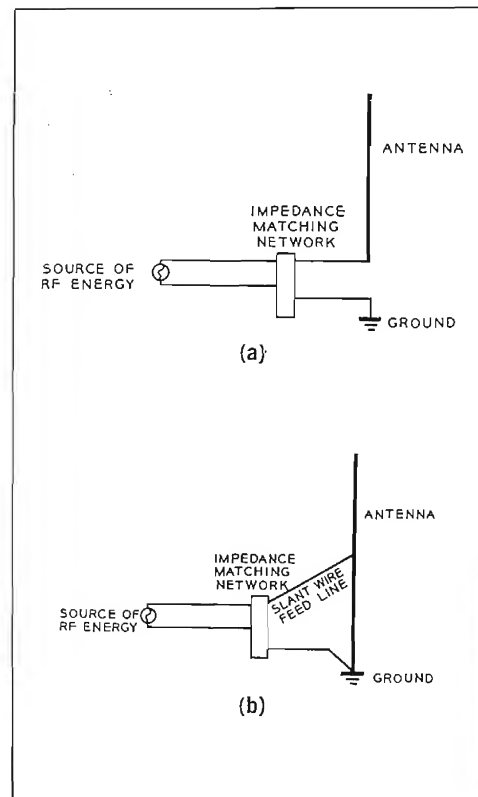 ANTENNA
IMPEDANCE
MATCHING
NETWORK
SOURCE OF
RF ENERGY
GROUND
(a)
ANTENNA
IMPEDANCE
MATCHING
NETWORK
SLANT WIRE
FEED LINE
SOURCE OF
RF ENERGY
GROUND
(b)